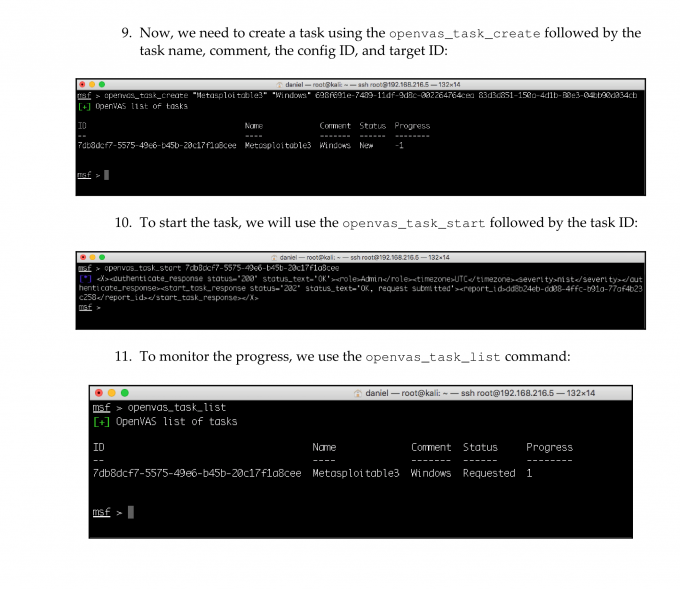 9. Now, we need to create a task using the openvas_task_create followed by the
task name, comment, the config ID, and target ID:
daniel — root@kali: ~ — ssh root@192.168.216.5 — 132×14
msf > openvas_task_create "Metasploitable3" "Windows" 698f691e-7489-11df-9d8c-002264764cea 83d3d851-150a-4d1b-80e3-04bb90d034cb
[+] OpenVAS list of tasks
ID Name Comment Status Progress
-- ---- ------- ------ --------
7db8dcf7-5575-49e6-b45b-20c17f1a8cee Metasploitable3 Windows New -1
msf >
10. To start the task, we will use the openvas_task_start followed by the task ID:
daniel — root@kali: ~ — ssh root@192.168.216.5 — 132×14
msf > openvas_task_start 7db8dcf7-5575-49e6-b45b-20c17f1a8cee
[*] <X><authenticate_response status="200" status_text="OK"><role>Admin</role><timezone>UTC</timezone><severity>nist</severity></aut
henticate_response><start_task_response status="202" status_text="OK, request submitted"><report_id>dd8b24eb-dd08-4ffc-b91a-77af4b23
c258</report_id></start_task_response></X>
msf >
11. To monitor the progress, we use the openvas_task_list command:
daniel — root@kali: ~ — ssh root@192.168.216.5 — 132×14
msf > openvas_task_list
[+] OpenVAS list of tasks
ID Name Comment Status Progress
-- ---- ------- ------ --------
7db8dcf7-5575-49e6-b45b-20c17f1a8cee Metasploitable3 Windows Requested 1
msf >